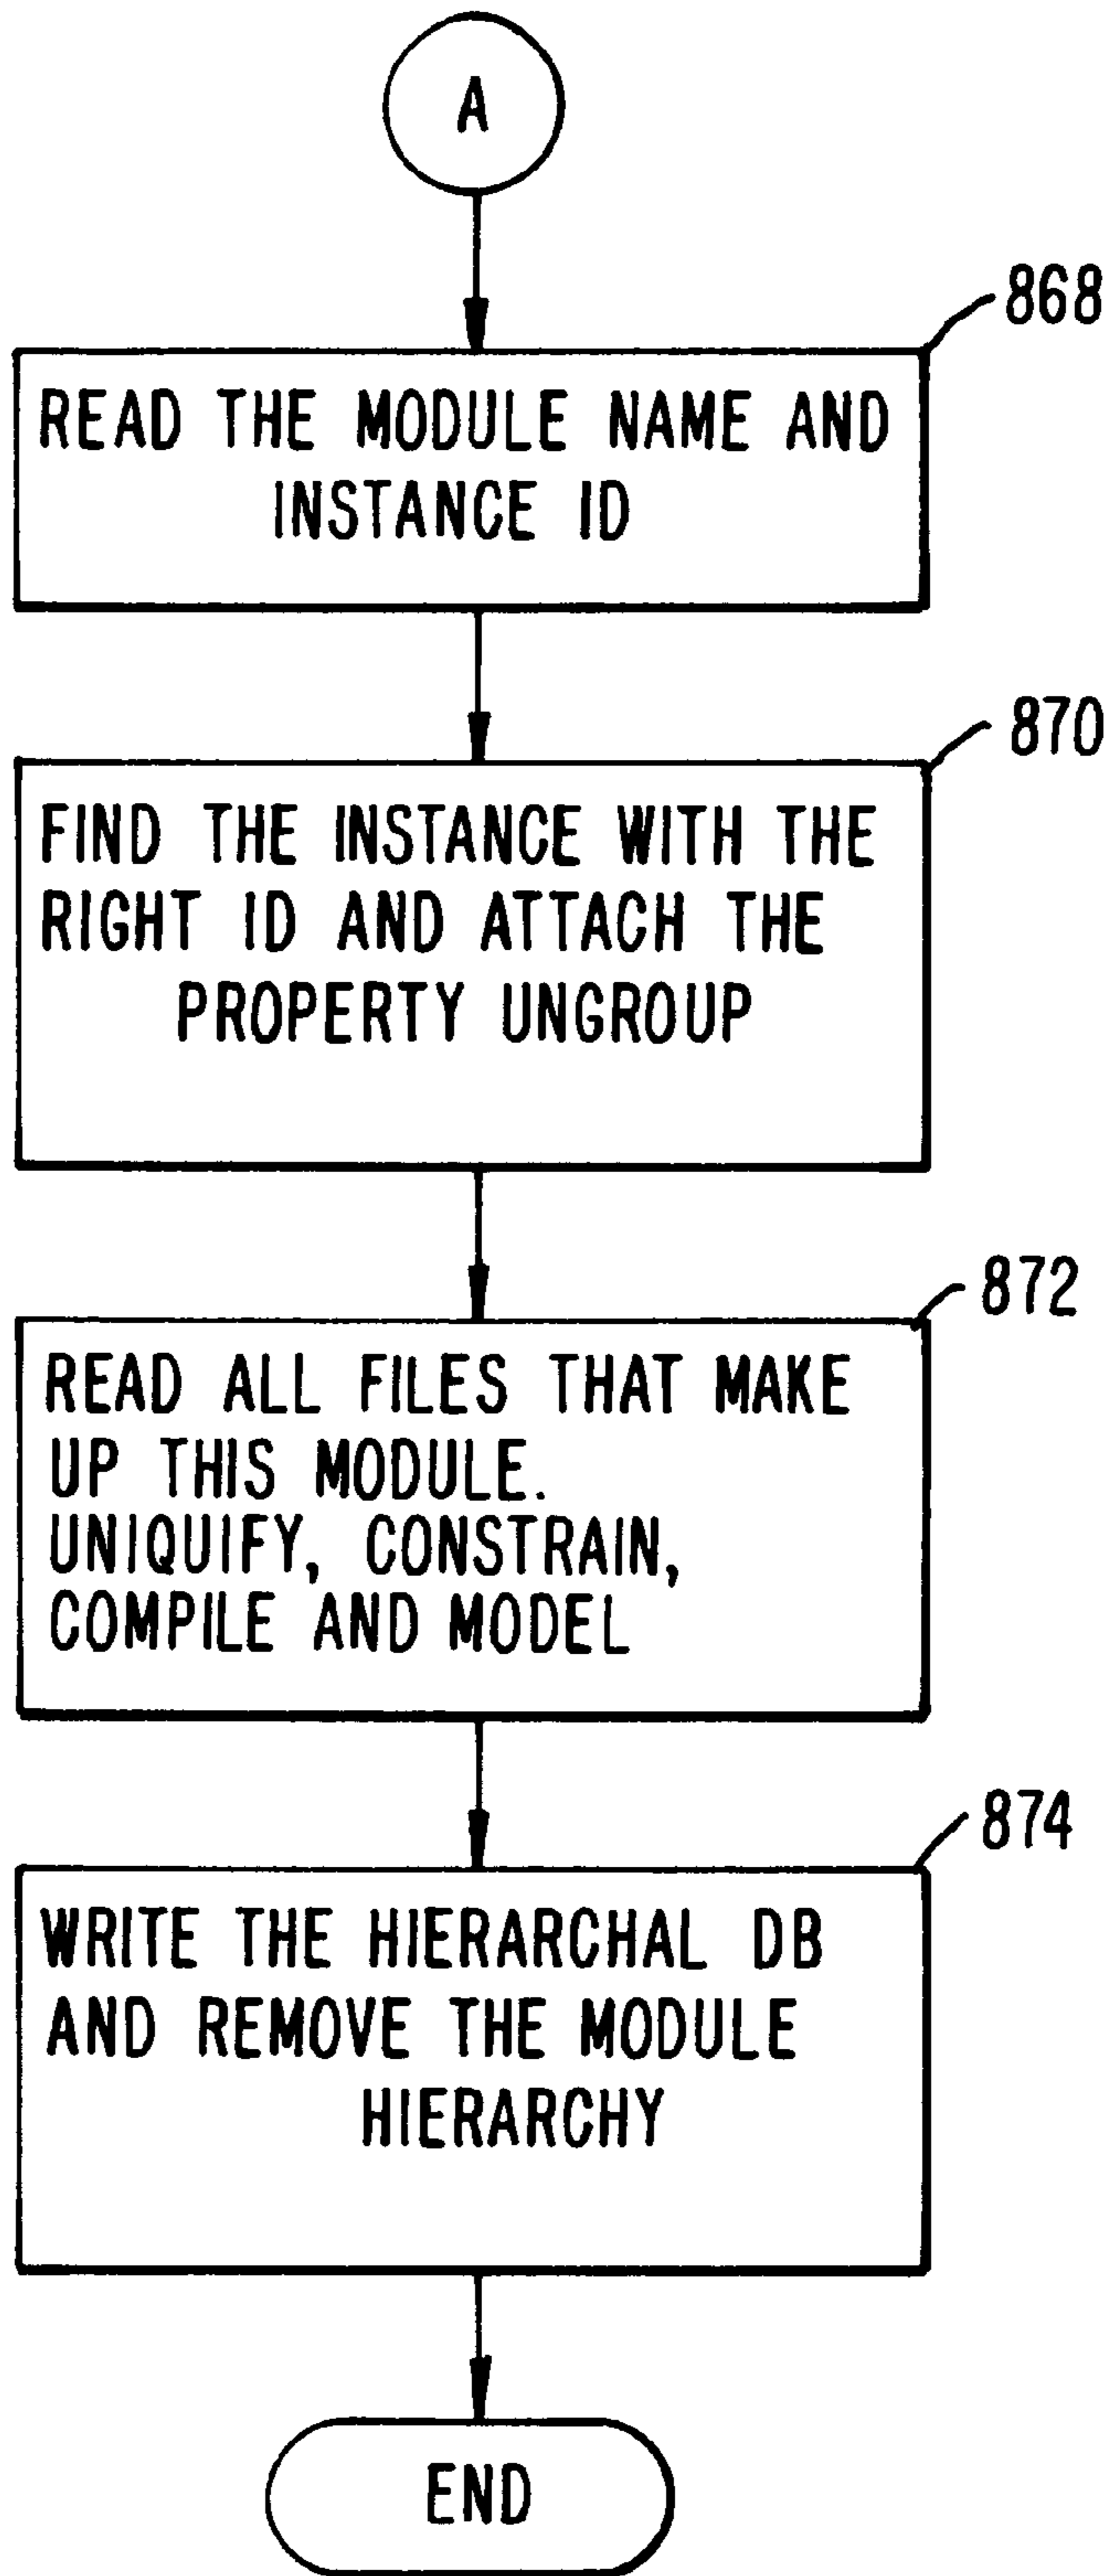 A
868
READ THE MODULE NAME AND
INSTANCE ID
870
FIND THE INSTANCE WITH THE
RIGHT ID AND ATTACH THE
PROPERTY UNGROUP
872
READ ALL FILES THAT MAKE
UP THIS MODULE.
UNIQUIFY, CONSTRAIN,
COMPILE AND MODEL
874
WRITE THE HIERARCHAL DB
AND REMOVE THE MODULE
HIERARCHY
END